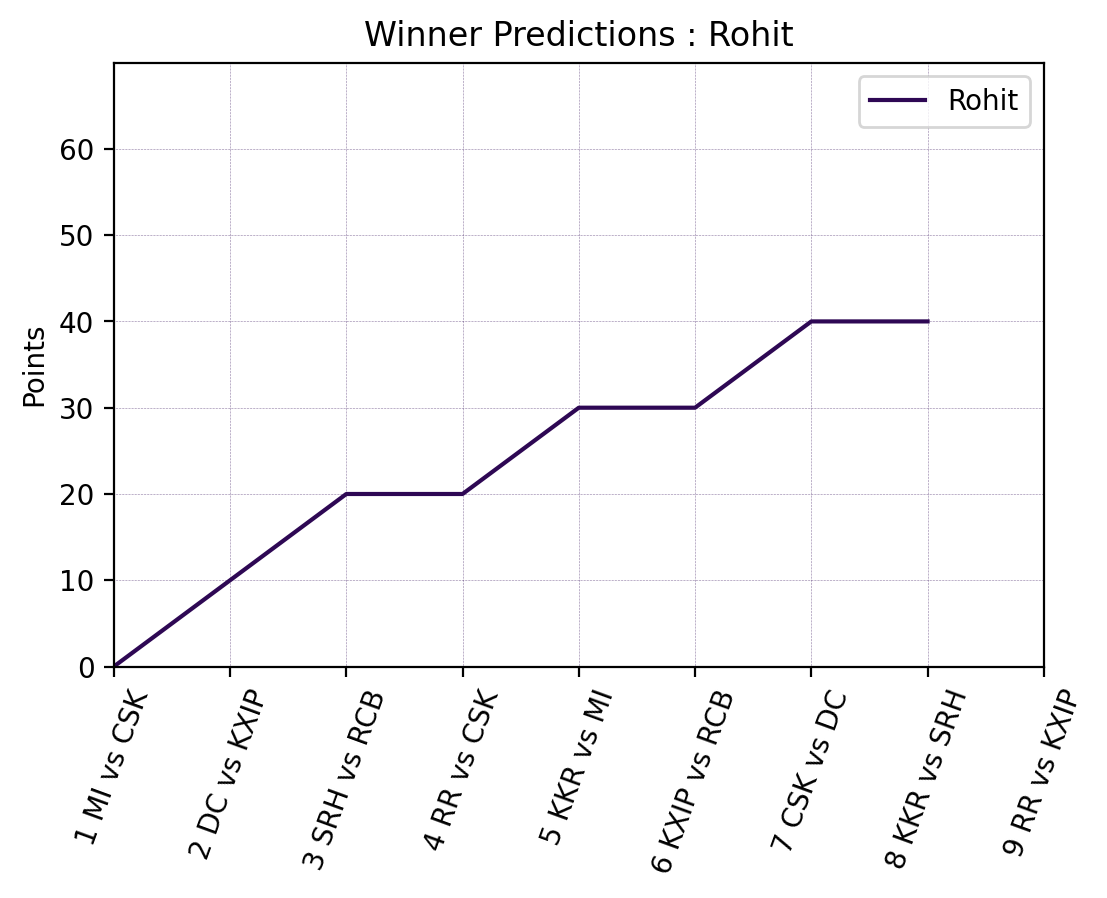 Winner Predictions : Rohit
Rohit
Points
60
50
40
30
20
10
0
1 MI vs CSK
2 DC vs KXIP
3 SRH vs RCB
4 RR vs CSK
5 KKR vs MI
6 KXIP vs RCB
7 CSK vs DC
8 KKR vs SRH
9 RR vs KXIP